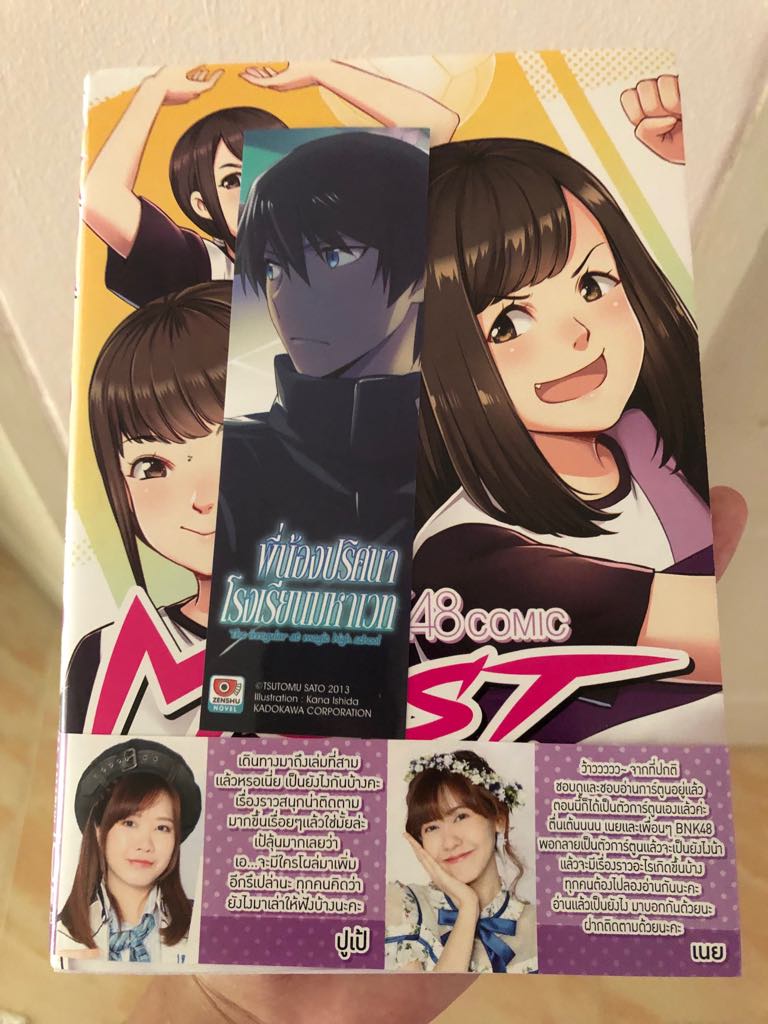 พี่น้องปริศนา
โรงเรียนมหาเวท
The irregular at magic high school
ZENSHU
NOVEL
©TSUTOMU SATO 2013
Illustration : Kana Ishida
KADOKAWA CORPORATION
48 COMIC
M ST
เดินทางมาถึงเล่มที่สาม
แล้วหรอเนี่ย เป็นยังไงกันบ้างคะ
เรื่องราวสนุกน่าติดตาม
มากขึ้นเรื่อยๆแล้วใช่มั้ยล่ะ
เป้ลุ้นมากเลยว่า
เอ...จะมีใครโผล่มาเพิ่ม
อีกรึเปล่านะ ทุกคนคิดว่า
ยังไงมาเล่าให้ฟังบ้างนะคะ
ปูเป้
ว้าววววว~ จากที่ปกติ
ชอบดูและชอบอ่านการ์ตูนอยู่แล้ว
ตอนนี้ก็ได้เป็นตัวการ์ตูนเองแล้วค่ะ
ตื่นเต้นนนน เนยและเพื่อนๆ BNK48
พอกลายเป็นตัวการ์ตูนแล้วจะเป็นยังไงน้า
แล้วจะมีเรื่องราวอะไรเกิดขึ้นบ้าง
ทุกคนต้องไปลองอ่านกันนะคะ
อ่านแล้วเป็นยังไง มาบอกกันด้วยนะ
ฝากติดตามด้วยนะคะ
เนย